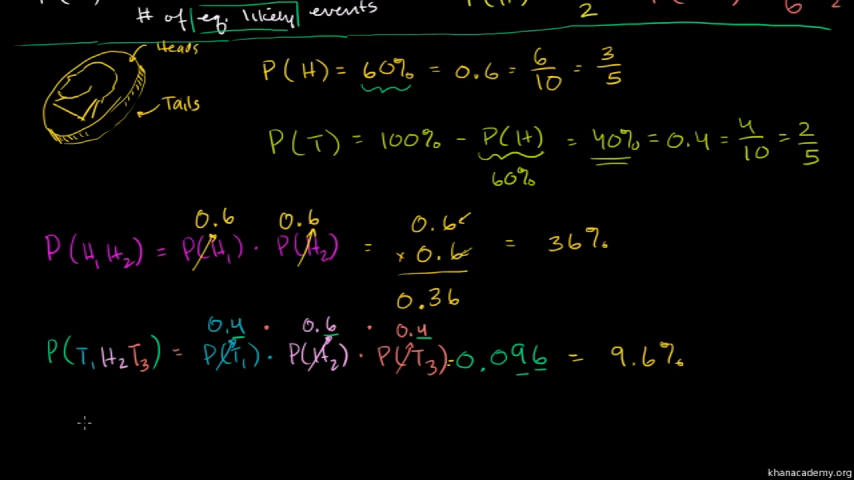 # of eq. likely events
2
6
Heads
Tails
P(H) = 60% = 0.6 = 6/10 = 3/5
P(T) = 100% - P(H) = 40% = 0.4 = 4/10 = 2/5
60%
0.6 0.6 0.6
P(H₁H₂) = P(H₁) · P(H₂) = × 0.6 = 36%
0.36
0.4 · 0.6 · 0.4
P(T₁H₂T₃) = P(T₁) · P(H₂) · P(T₃) = 0.096 = 9.6%
khanacademy.org